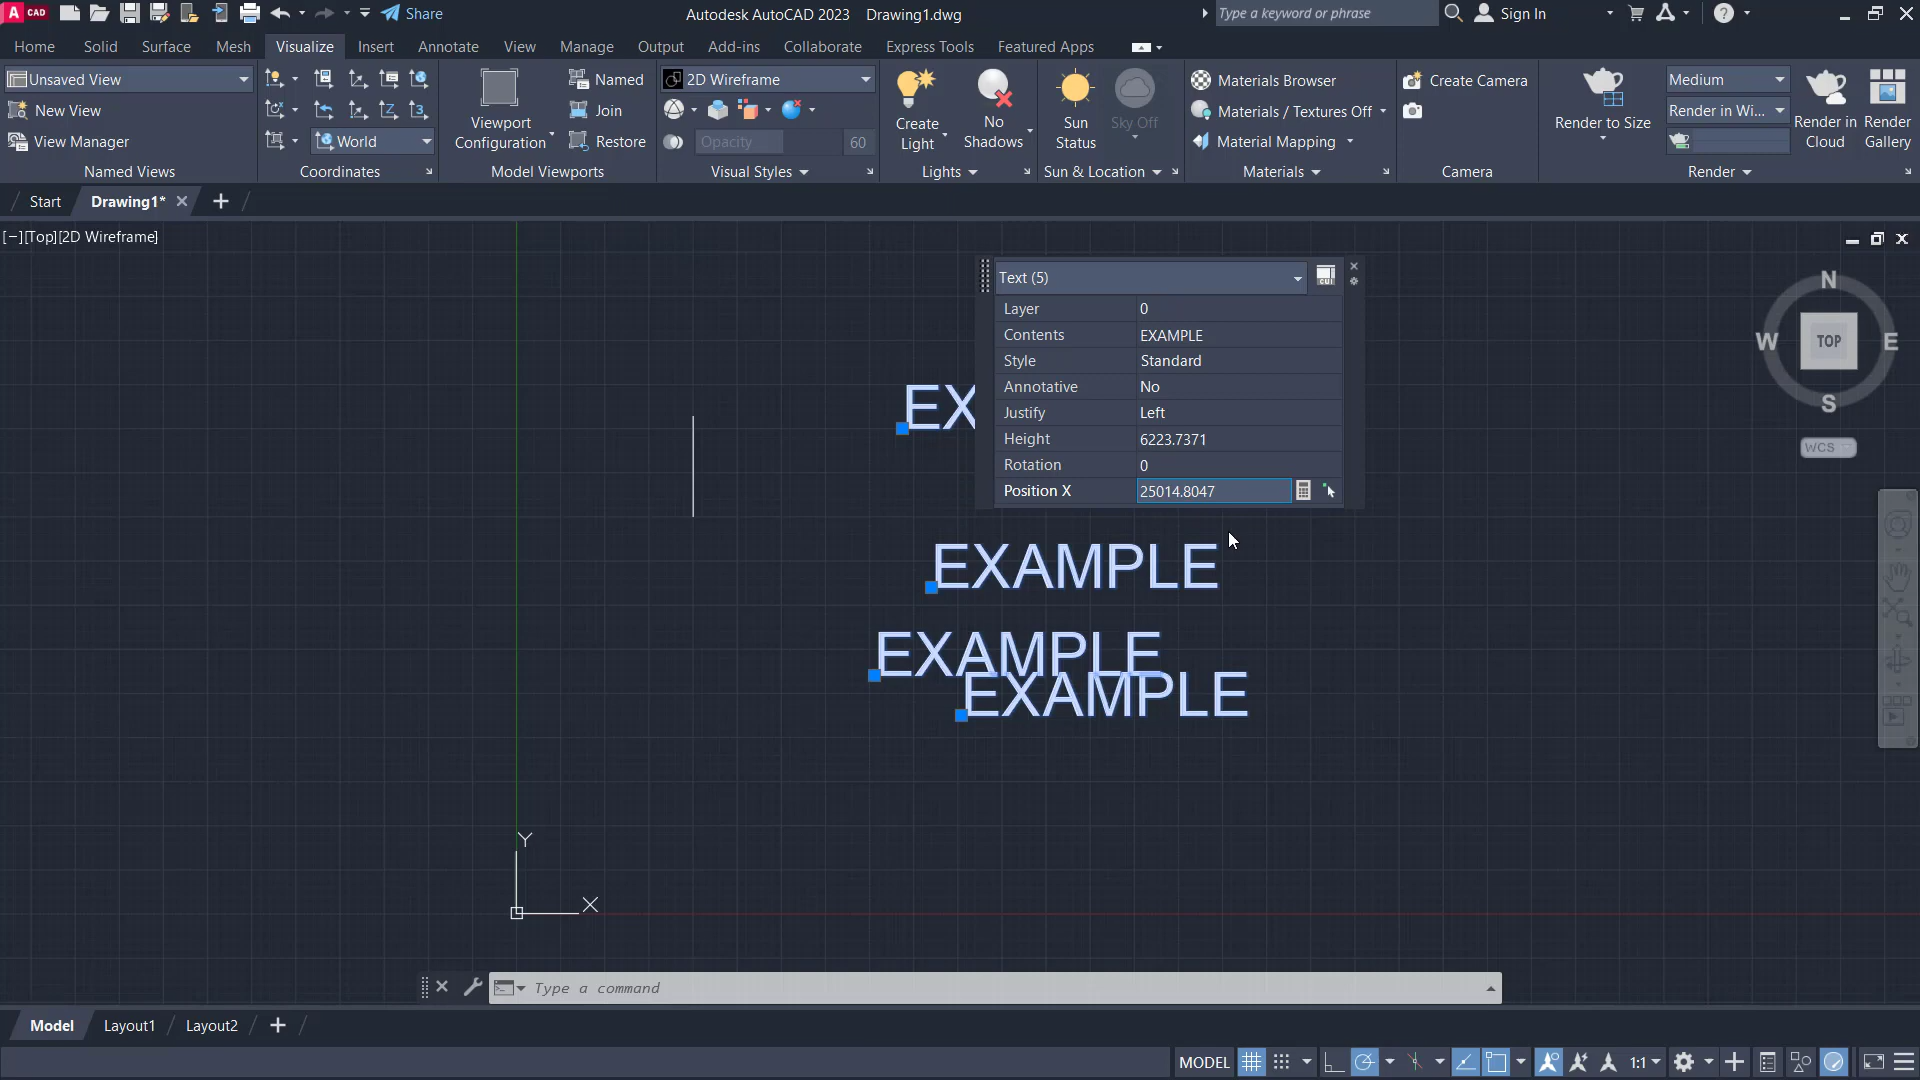 A CAD
Share
Autodesk AutoCAD 2023 Drawing1.dwg
Type a keyword or phrase
Sign In
Home Solid Surface Mesh Visualize Insert Annotate View Manage Output Add-ins Collaborate Express Tools Featured Apps
Unsaved View
New View
View Manager
Named Views
World
Coordinates
Viewport
Configuration
Named
Join
Restore
Model Viewports
2D Wireframe
Opacity 60
Visual Styles
Create
Light
No
Shadows
Lights
Sun
Status
Sky Off
Sun & Location
Materials Browser
Materials / Textures Off
Material Mapping
Materials
Create Camera
Camera
Render to Size
Medium
Render in Wi...
Render in
Cloud
Render
Gallery
Render
Start Drawing1*
[−][Top][2D Wireframe]
Text (5)
CUI
Layer 0
Contents EXAMPLE
Style Standard
Annotative No
Justify Left
Height 6223.7371
Rotation 0
Position X 25014.8047
EX
EXAMPLE
EXAMPLE
EXAMPLE
N
W TOP E
S
WCS
Y
X
Type a command
Model Layout1 Layout2
MODEL 1:1